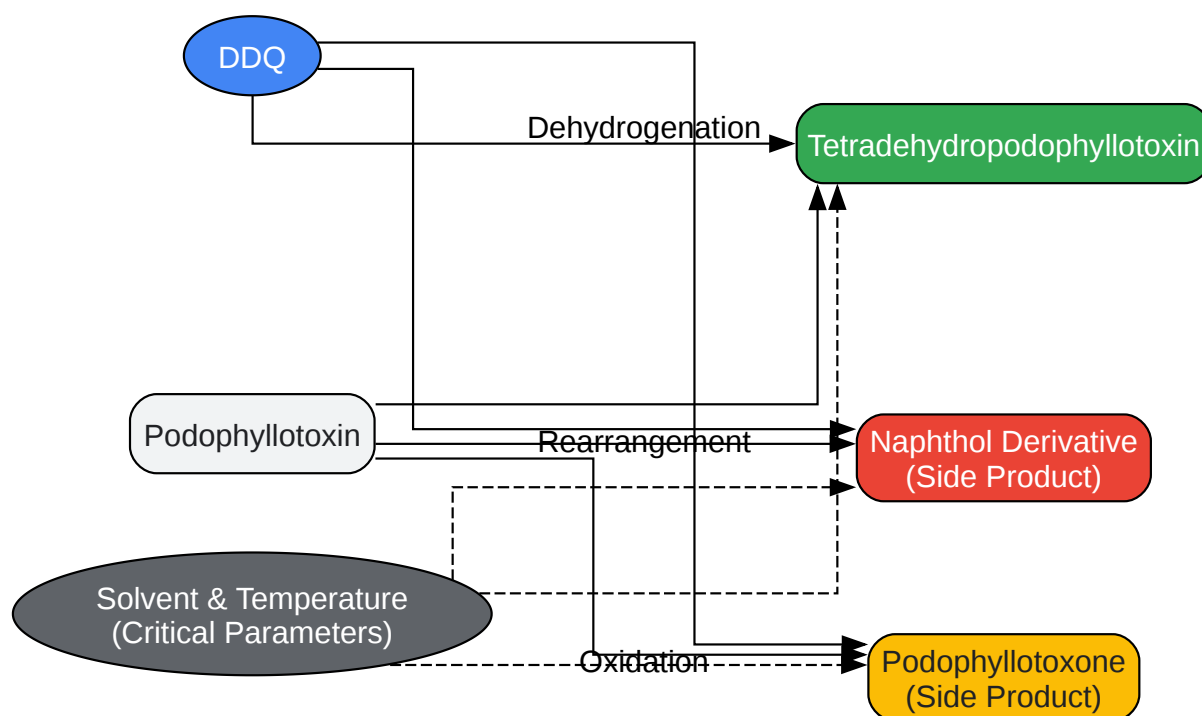 DDQ
Dehydrogenation
Tetradehydropodophyllotoxin
Podophyllotoxin
Rearrangement
Naphthol Derivative
(Side Product)
Solvent & Temperature
(Critical Parameters)
Oxidation
Podophyllotoxone
(Side Product)